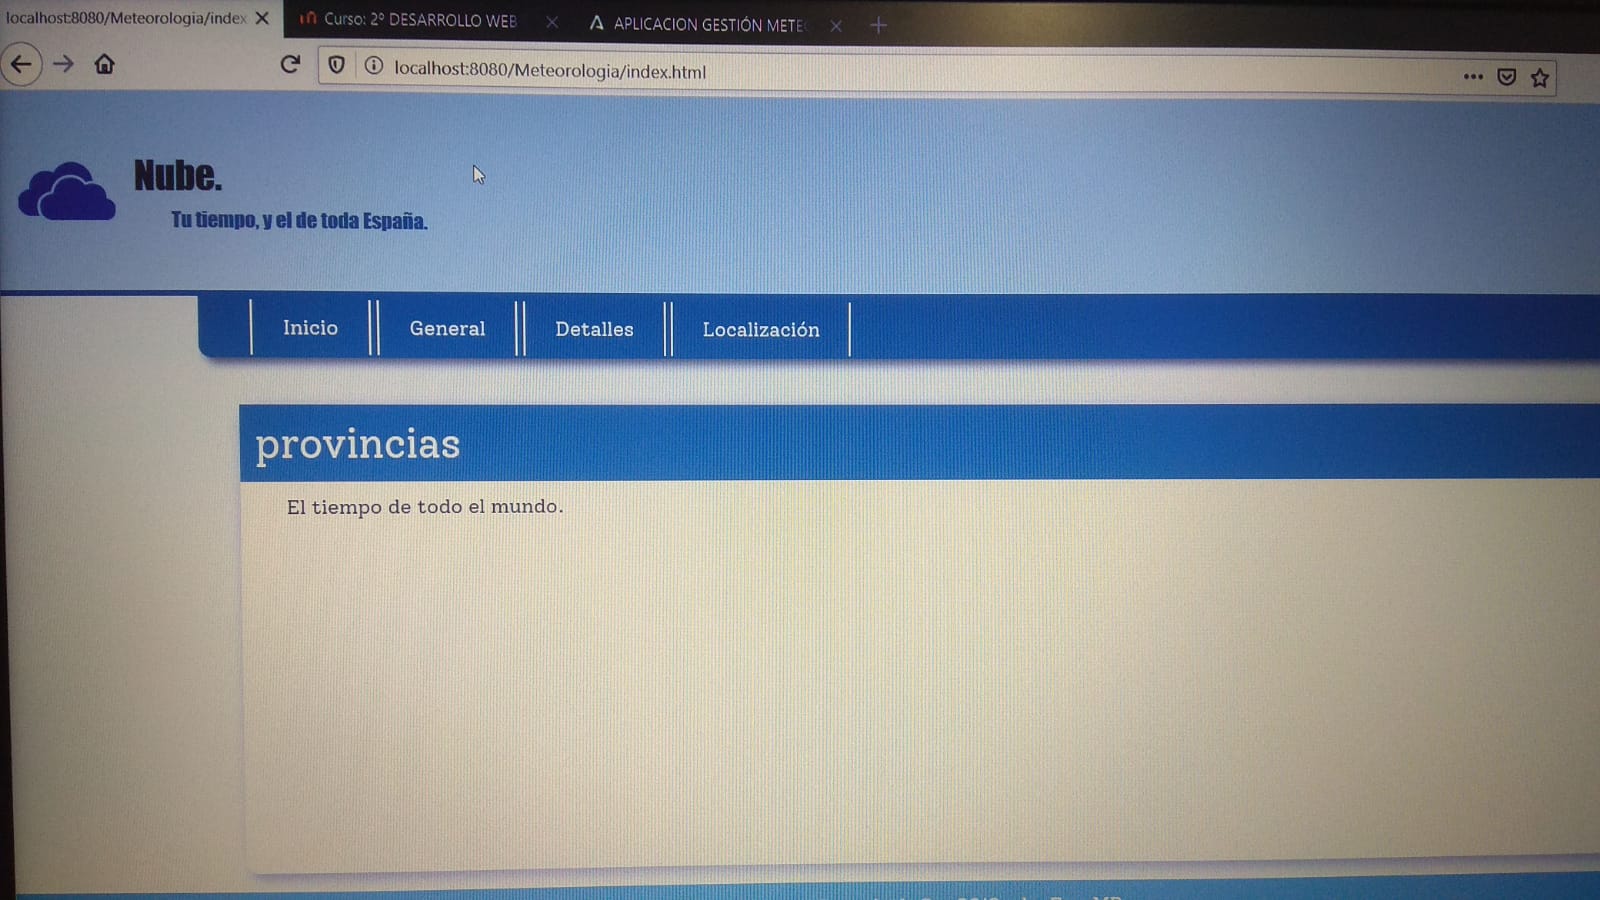 localhost:8080/Meteorologia/index
Curso: 2º DESARROLLO WEB
APLICACION GESTIÓN METE
localhost:8080/Meteorologia/index.html
Nube.
Tu tiempo, y el de toda España.
Inicio
General
Detalles
Localización
provincias
El tiempo de todo el mundo.